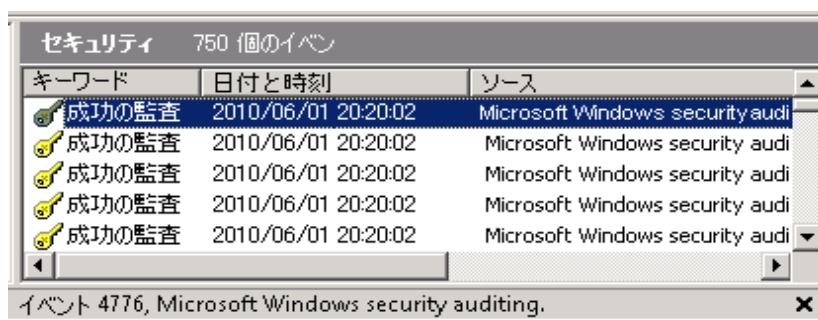 セキュリティ 750 個のイベン
キーワード 日付と時刻 ソース
成功の監査 2010/06/01 20:20:02 Microsoft Windows security audi
成功の監査 2010/06/01 20:20:02 Microsoft Windows security audi
成功の監査 2010/06/01 20:20:02 Microsoft Windows security audi
成功の監査 2010/06/01 20:20:02 Microsoft Windows security audi
成功の監査 2010/06/01 20:20:02 Microsoft Windows security audi
イベント 4776, Microsoft Windows security auditing.